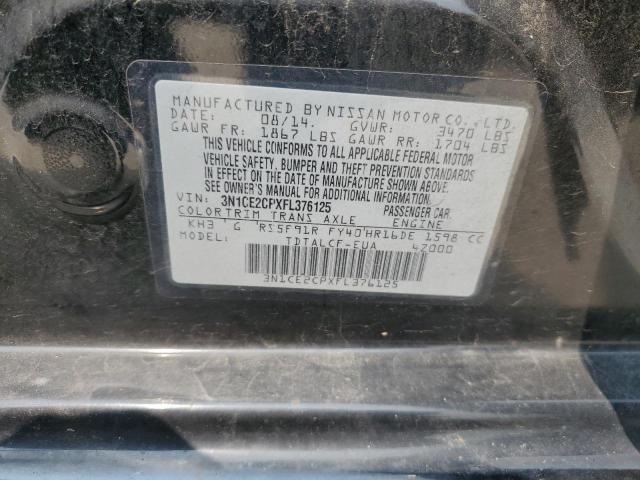 MANUFACTURED BY NISSAN MOTOR CO.,LTD.
DATE: 08/14. GVWR: 3470 LBS
GAWR FR: 1867 LBS GAWR RR: 1704 LBS
THIS VEHICLE CONFORMS TO ALL APPLICABLE FEDERAL MOTOR
VEHICLE SAFETY, BUMPER AND THEFT PREVENTION STANDARDS
IN EFFECT ON THE DATE OF MANUFACTURE SHOWN ABOVE.
SEE OWNER'S MANUAL FOR ADDITIONAL INFORMATION.
VIN: 3N1CE2CPXFL376125 PASSENGER CAR.
COLOR TRIM TRANS AXLE ENGINE
KH3 G RS5F91R FY40 HR16DE 1598 CC
MODEL: TDTALCF-EUA 42000
3N1CE2CPXFL376125